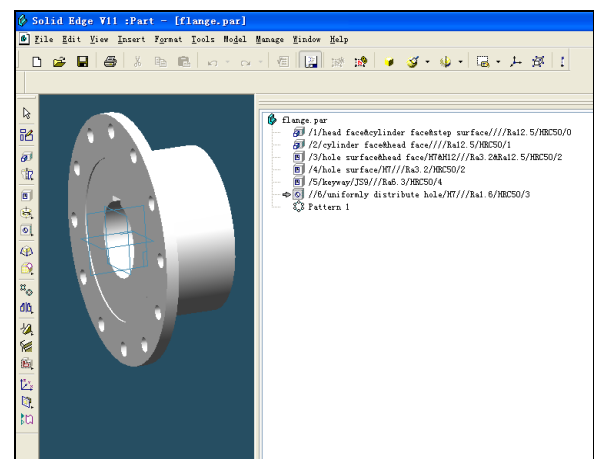 Solid Edge V11 :Part - [flange.par]
File Edit View Insert Format Tools Model Manage Window Help
flange.par
/1/head face&cylinder face&step surface////Ra12.5/HRC50/0
/2/cylinder face&head face////Ra12.5/HRC50/1
/3/hole surface&head face/H7&H12///Ra3.2&Ra12.5/HRC50/2
/4/hole surface/H7///Ra3.2/HRC50/2
/5/keyway/JS9///Ra6.3/HRC50/4
//6/uniformly distribute hole/H7///Ra1.6/HRC50/3
Pattern 1